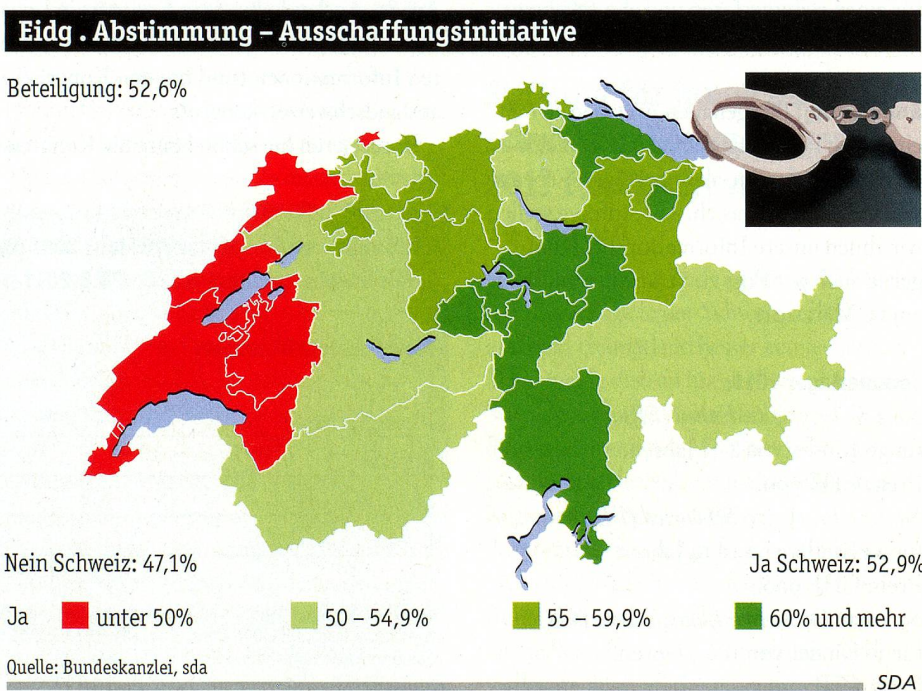 Eidg . Abstimmung – Ausschaffungsinitiative
Beteiligung: 52,6%
Nein Schweiz: 47,1%
Ja Schweiz: 52,9%
Ja unter 50% 50 – 54,9% 55 – 59,9% 60% und mehr
Quelle: Bundeskanzlei, sda
SDA